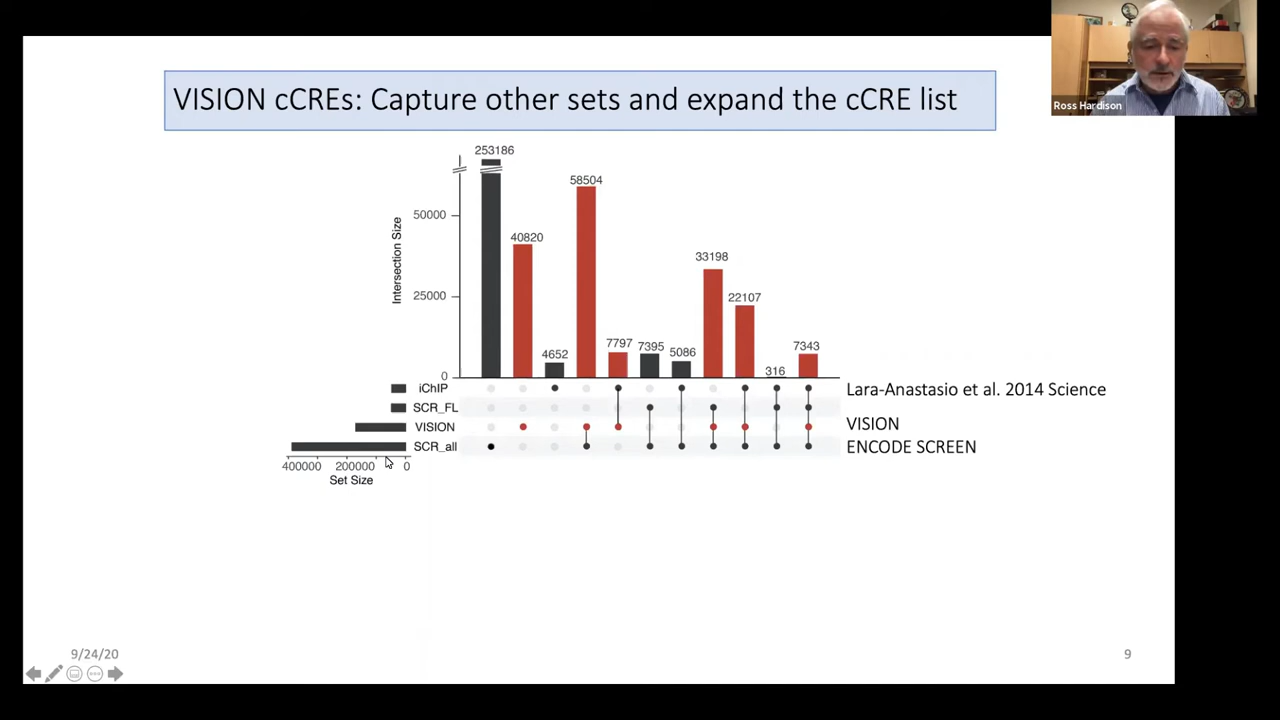 VISION cCREs: Capture other sets and expand the cCRE list
Ross Hardison
253186
58504
50000
40820
33198
Intersection Size
25000
22107
4652
7797
7395
5086
316
7343
0
iChIP
Lara-Anastasio et al. 2014 Science
SCR_FL
VISION
VISION
SCR_all
ENCODE SCREEN
400000 200000 0
Set Size
9/24/20
9